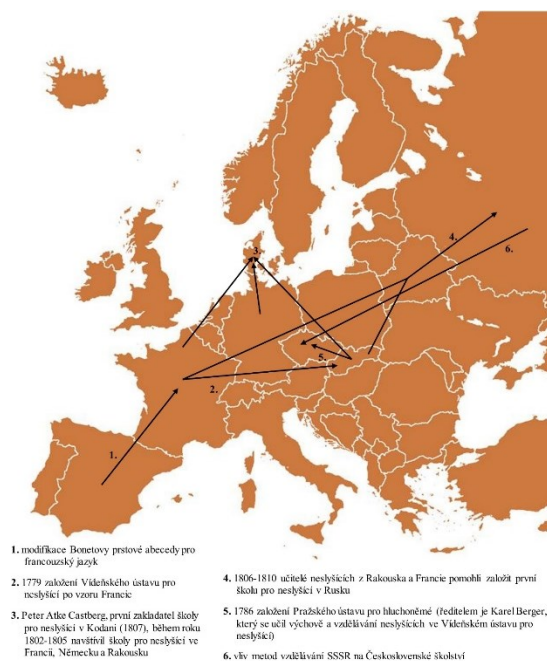 3.
4.
6.
5.
2.
1.
1. modifikace Bonetovy prstové abecedy pro
francouzský jazyk
2. 1779 založení Vídeňského ústavu pro
neslyšící po vzoru Francie
3. Peter Atke Castberg, první zakladatel školy
pro neslyšící v Kodani (1807), během roku
1802-1805 navštívil školy pro neslyšící ve
Francii, Německu a Rakousku
4. 1806-1810 učitelé neslyšících z Rakouska a Francie pomohli založit první
školu pro neslyšící v Rusku
5. 1786 založení Pražského ústavu pro hluchoněmé (ředitelem je Karel Berger,
který se učil výchově a vzdělávání neslyšících ve Vídeňském ústavu pro
neslyšící)
6. vliv metod vzdělávání SSSR na Československé školství